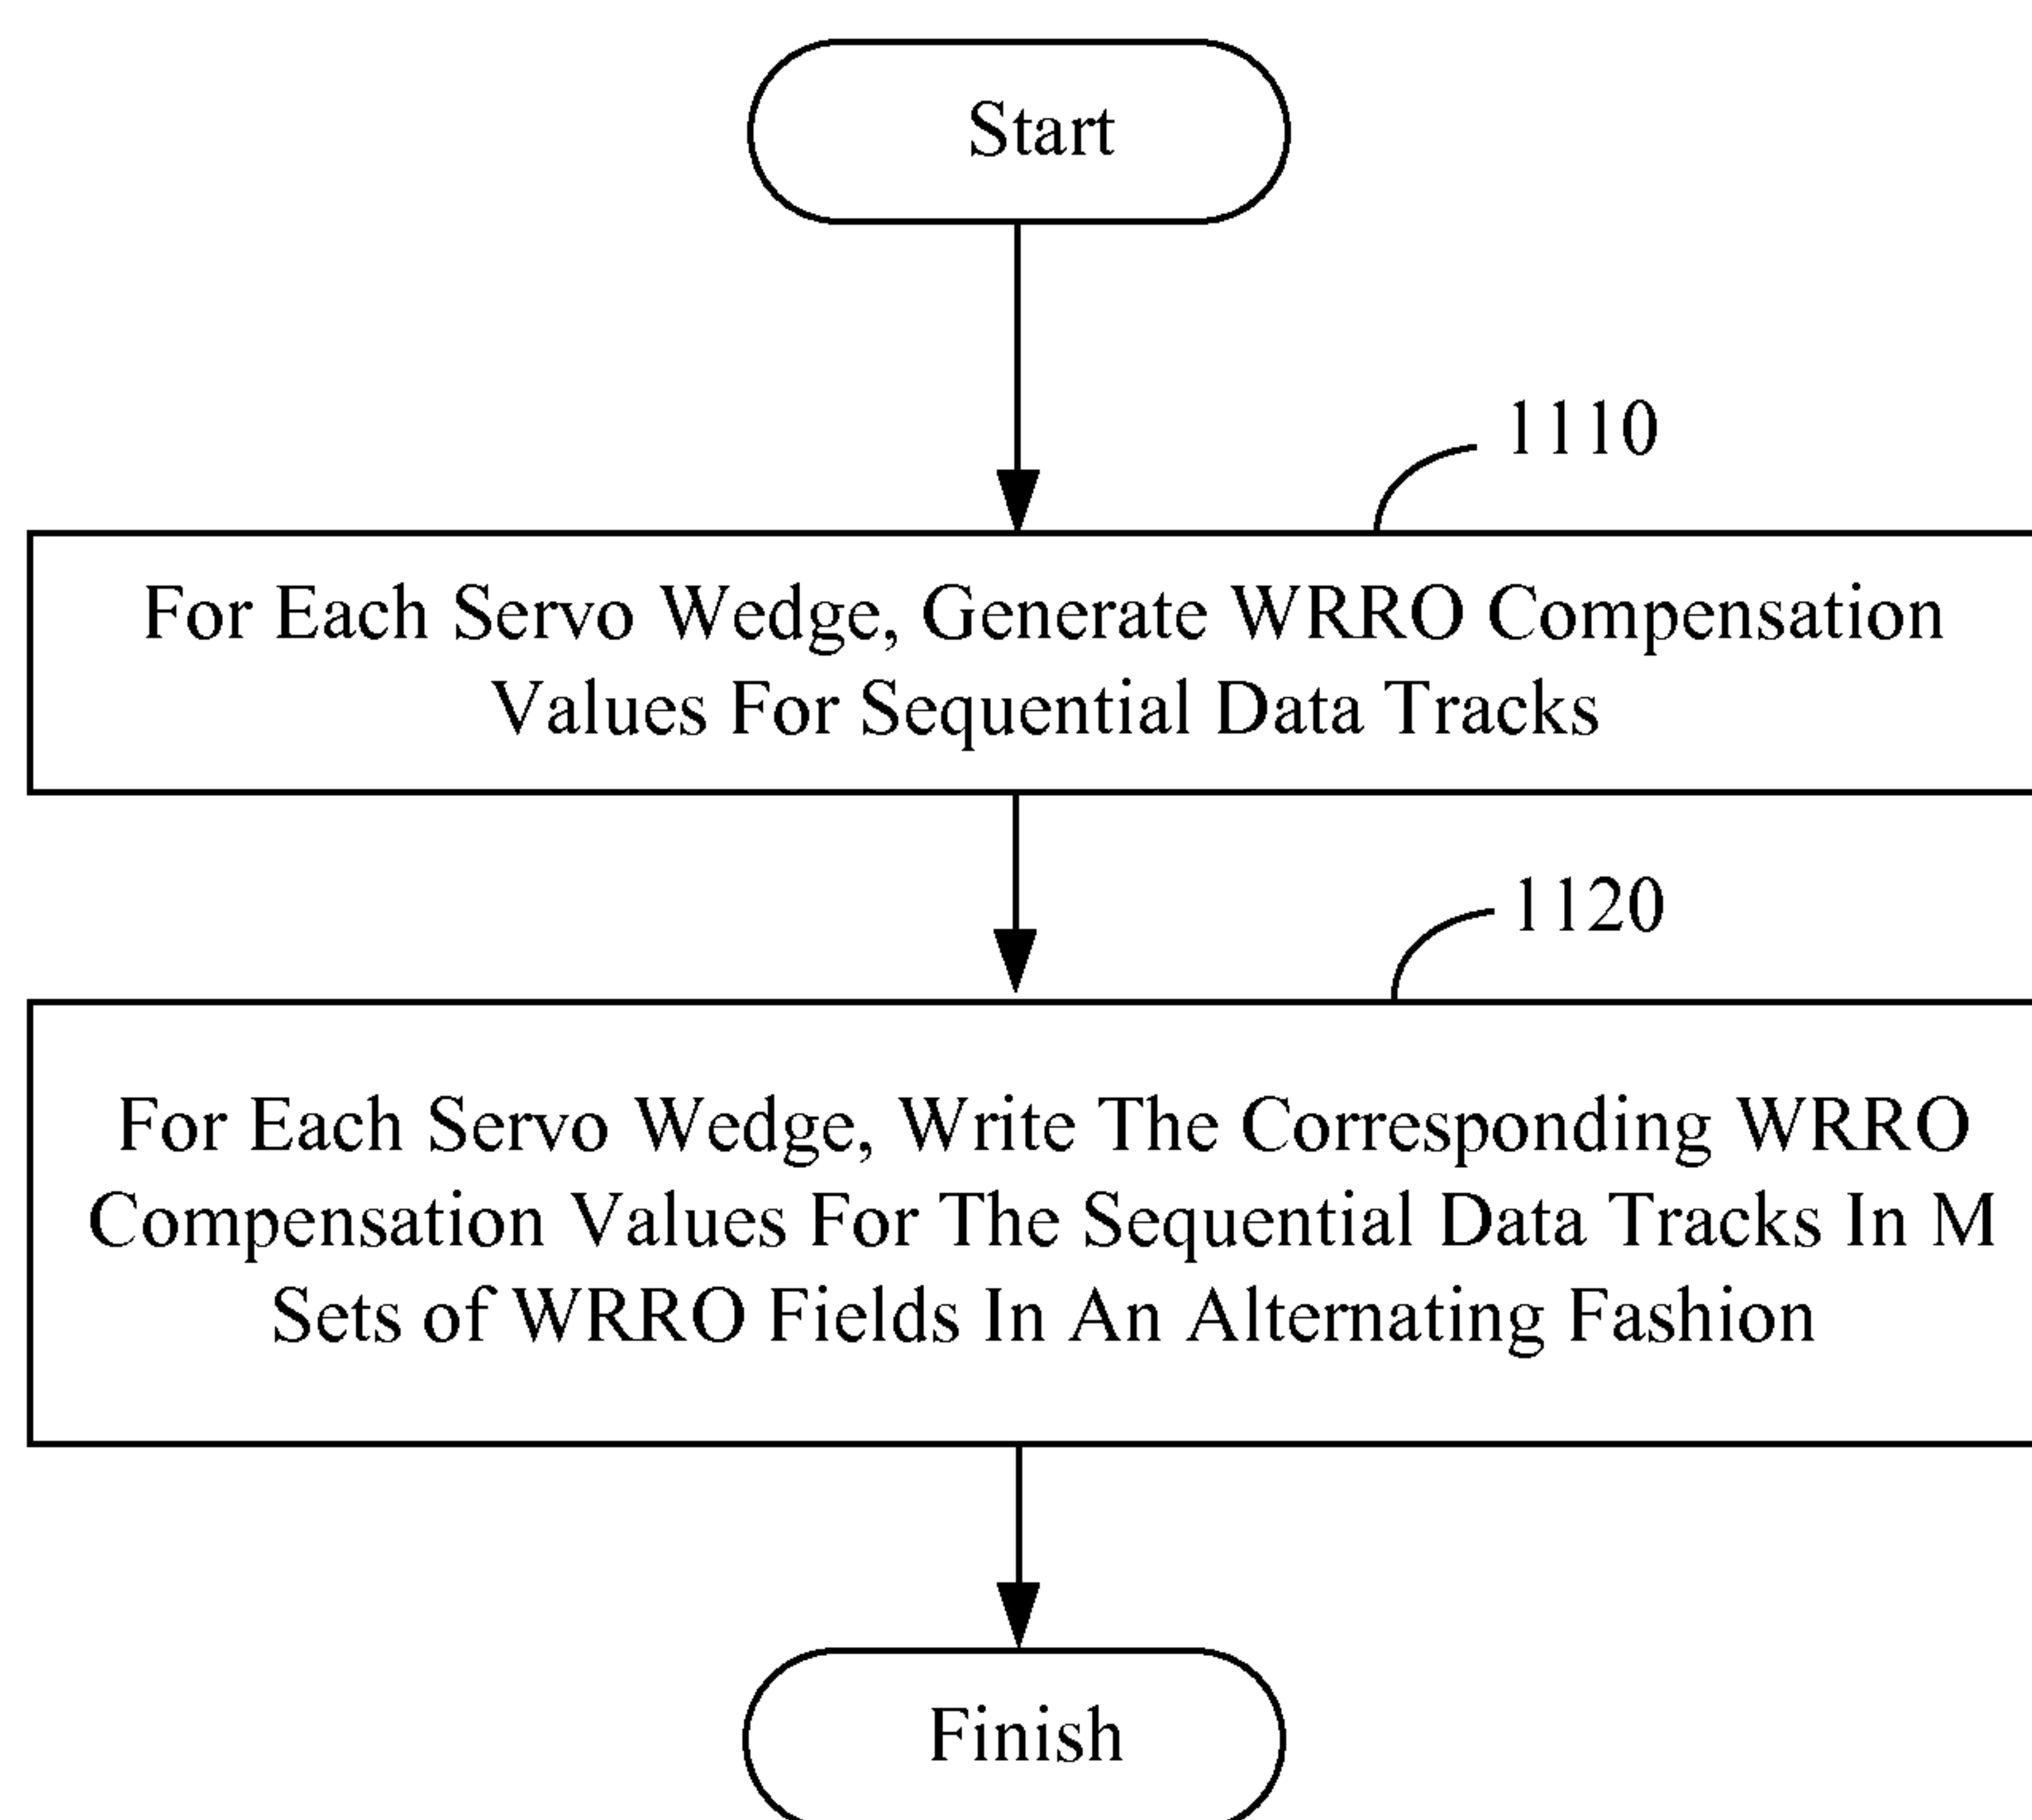 Start
1110
For Each Servo Wedge, Generate WRRO Compensation
Values For Sequential Data Tracks
1120
For Each Servo Wedge, Write The Corresponding WRRO
Compensation Values For The Sequential Data Tracks In M
Sets of WRRO Fields In An Alternating Fashion
Finish